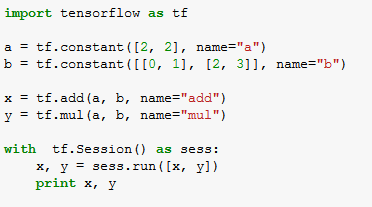 import tensorflow as tf
a = tf.constant([2, 2], name="a")
b = tf.constant([[0, 1], [2, 3]], name="b")
x = tf.add(a, b, name="add")
y = tf.mul(a, b, name="mul")
with  tf.Session() as sess:
    x, y = sess.run([x, y])
    print x, y